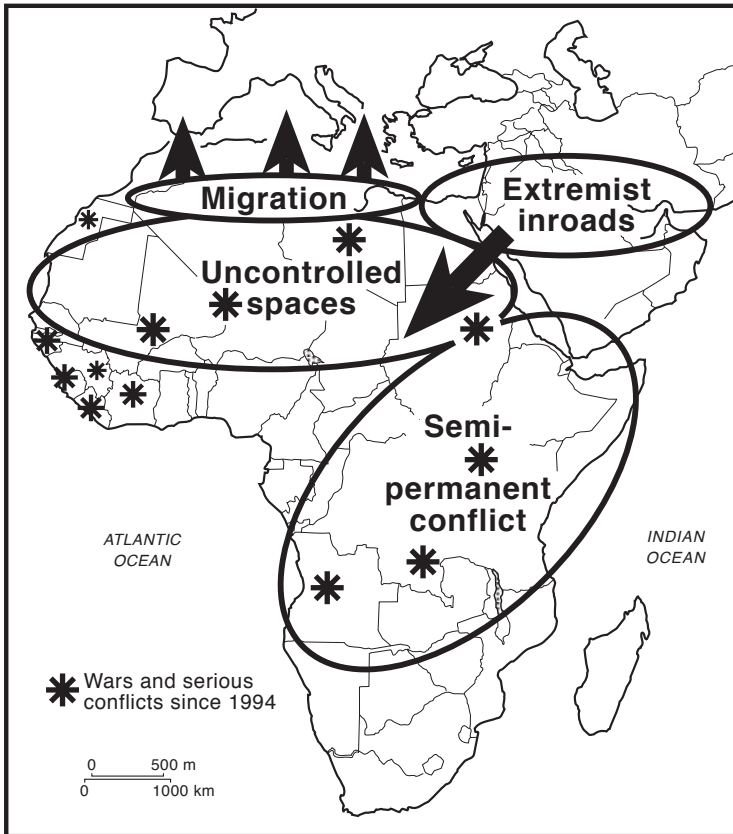 Migration
Extremist
inroads
Uncontrolled
spaces
Semi-
permanent
conflict
ATLANTIC
OCEAN
INDIAN
OCEAN
Wars and serious
conflicts since 1994
0 500 m
0 1000 km